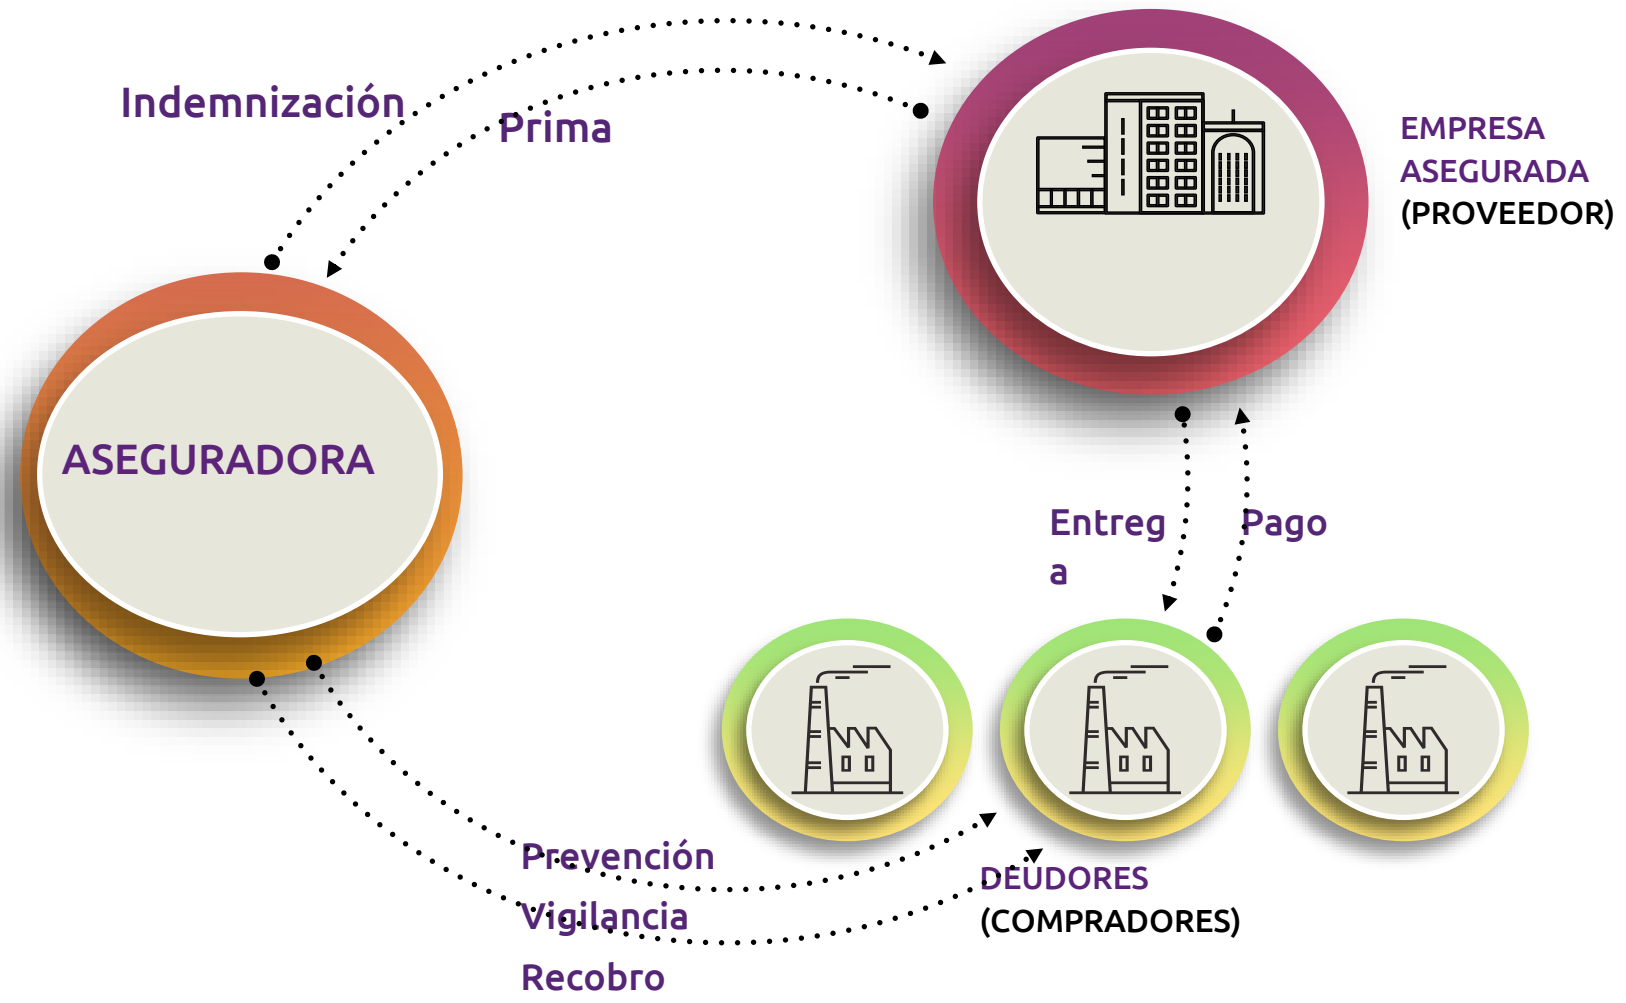 Indemnización
Prima
EMPRESA
ASEGURADA
(PROVEEDOR)
ASEGURADORA
Entreg
a
Pago
Prevención
Vigilancia
Recobro
DEUDORES
(COMPRADORES)